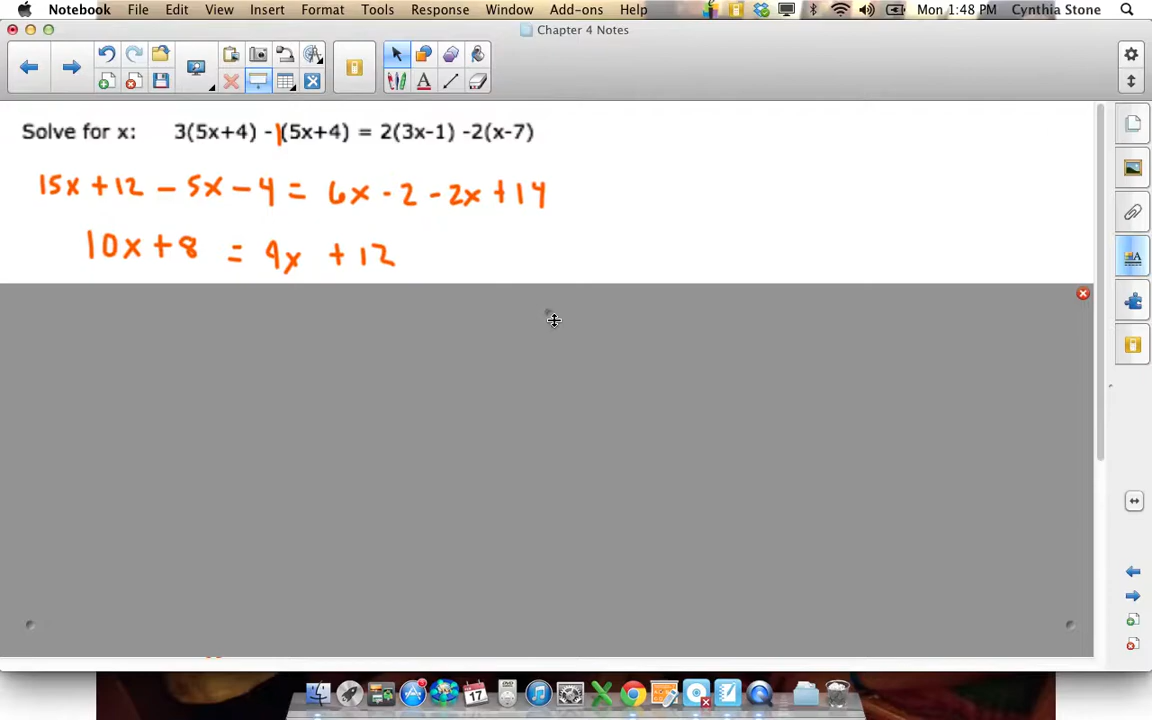 Notebook File Edit View Insert Format Tools Response Window Add-ons Help Mon 1:48 PM Cynthia Stone
Chapter 4 Notes
Solve for x: 3(5x+4) -1(5x+4) = 2(3x-1) -2(x-7)
15x + 12 - 5x - 4 = 6x - 2 - 2x + 14
10x + 8 = 4x + 12
17